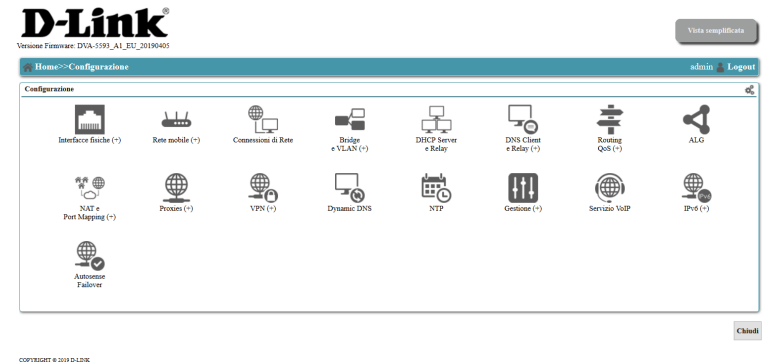 D-Link®
Vista semplificata
Versione Firmware: DVA-5593_A1_EU_20190405
Home>>Configurazione
admin Logout
Configurazione
Interfacce fisiche (+)
Rete mobile (+)
Connessioni di Rete
Bridge
e VLAN (+)
DHCP Server
e Relay
DNS Client
e Relay (+)
Routing
QoS (+)
ALG
NAT e
Port Mapping (+)
Proxies (+)
VPN (+)
Dynamic DNS
NTP
Gestione (+)
Servizio VoIP
IPv6
IPv6 (+)
Autosense
Failover
Chiudi
COPYRIGHT © 2019 D-LINK